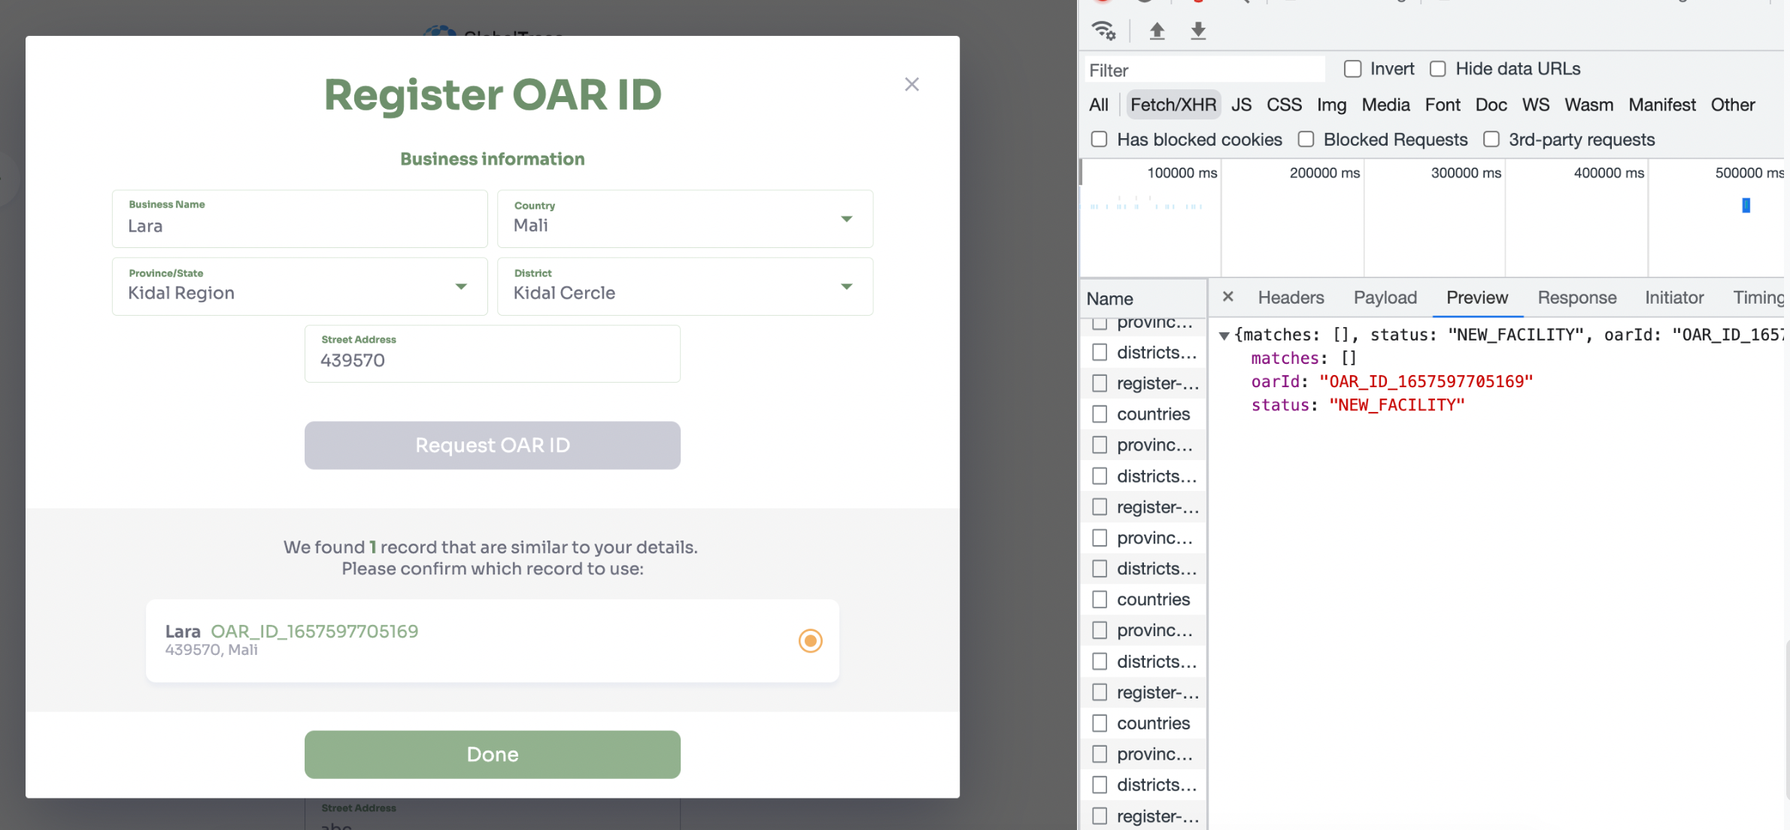 GlobalTrace
Register OAR ID
Business information
Business Name
Lara
Country
Mali
Province/State
Kidal Region
District
Kidal Cercle
Street Address
439570
Request OAR ID
We found 1 record that are similar to your details.
Please confirm which record to use:
Lara OAR_ID_1657597705169
439570, Mali
Done
Street Address
Filter
Invert
Hide data URLs
All Fetch/XHR JS CSS Img Media Font Doc WS Wasm Manifest Other
Has blocked cookies
Blocked Requests
3rd-party requests
100000 ms 200000 ms 300000 ms 400000 ms 500000 ms
Name
× Headers Payload Preview Response Initiator Timing
provinc...
districts...
register-...
countries
provinc...
districts...
register-...
provinc...
districts...
countries
provinc...
districts...
register-...
countries
provinc...
districts...
register-...
{matches: [], status: "NEW_FACILITY", oarId: "OAR_ID_1657
matches: []
oarId: "OAR_ID_1657597705169"
status: "NEW_FACILITY"